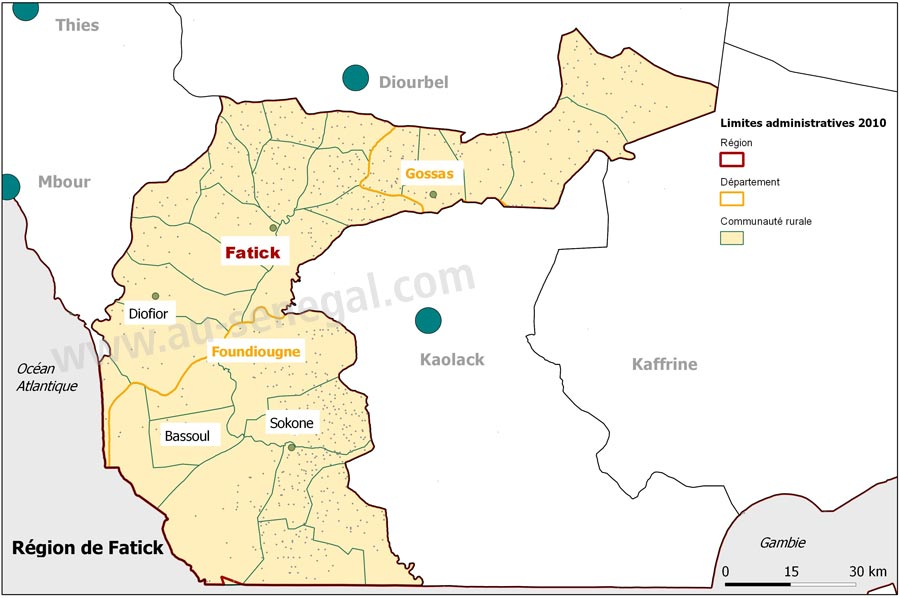 Thies
Diourbel
Limites administratives 2010
Région
Mbour
Gossas
Département
Communauté rurale
Fatick
Diofior
www.au-senegal.com
Foundiougne
Kaolack
Kaffrine
Océan
Atlantique
Sokone
Bassoul
Région de Fatick
Gambie
0 15 30 km